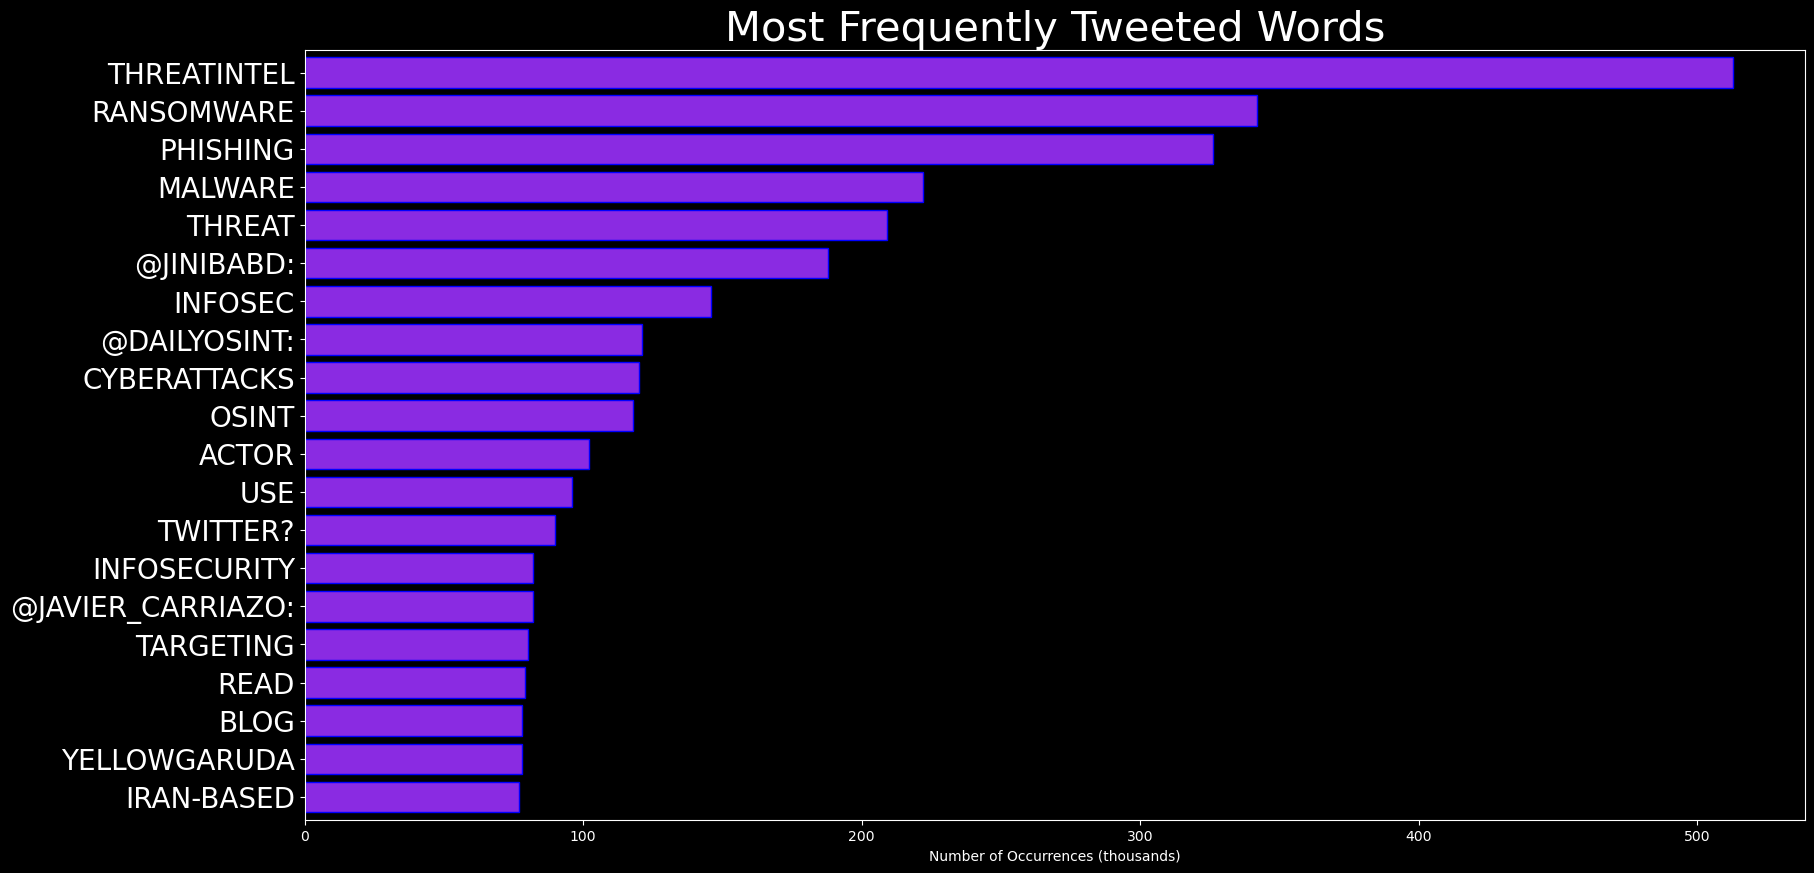 Most Frequently Tweeted Words
THREATINTEL
RANSOMWARE
PHISHING
MALWARE
THREAT
@JINIBABD:
INFOSEC
@DAILYOSINT:
CYBERATTACKS
OSINT
ACTOR
USE
TWITTER?
INFOSECURITY
@JAVIER_CARRIAZO:
TARGETING
READ
BLOG
YELLOWGARUDA
IRAN-BASED
0 100 200 300 400 500
Number of Occurrences (thousands)